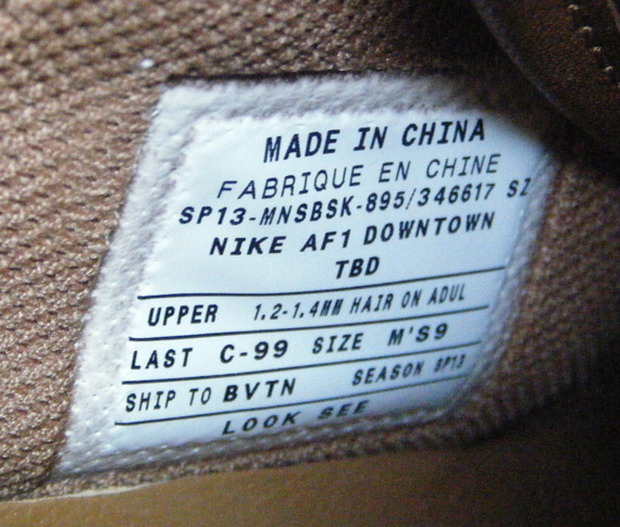 MADE IN CHINA
FABRIQUE EN CHINE
SP13-MNSBSK-895/346617 SZ
NIKE AF1 DOWNTOWN
TBD
UPPER 1.2-1.4MM HAIR ON ADUL
LAST C-99 SIZE M'S9
SHIP TO BVTN SEASON SP13
LOOK SEE